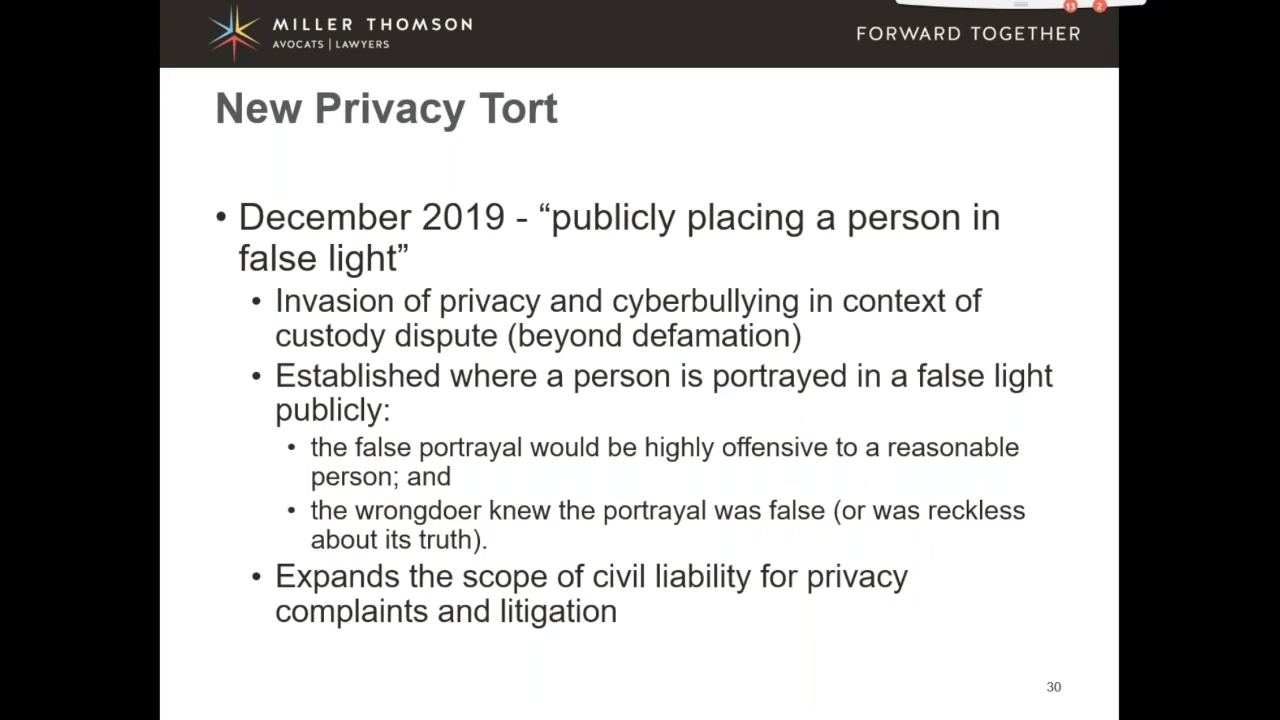 MILLER THOMSON
AVOCATS | LAWYERS
FORWARD TOGETHER
13
2
New Privacy Tort
• December 2019 - “publicly placing a person in
false light”
• Invasion of privacy and cyberbullying in context of
custody dispute (beyond defamation)
• Established where a person is portrayed in a false light
publicly:
• the false portrayal would be highly offensive to a reasonable
person; and
• the wrongdoer knew the portrayal was false (or was reckless
about its truth).
• Expands the scope of civil liability for privacy
complaints and litigation
30